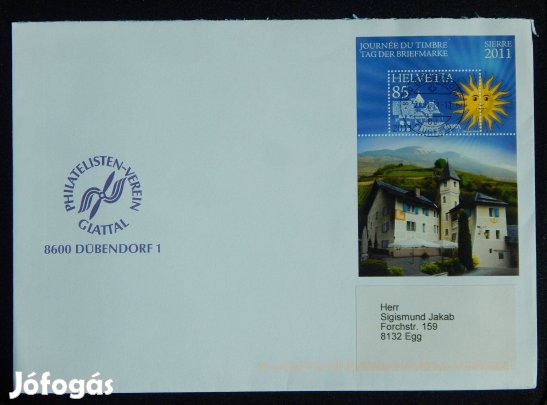 JOURNÉE DU TIMBRE
TAG DER BRIEFMARKE
SIERRE
2011
HELVETIA
85
PHILATELISTEN-VEREIN
GLATTAL
8600 DÜBENDORF 1
Herr
Sigismund Jakab
Forchstr. 159
8132 Egg
Jófogás